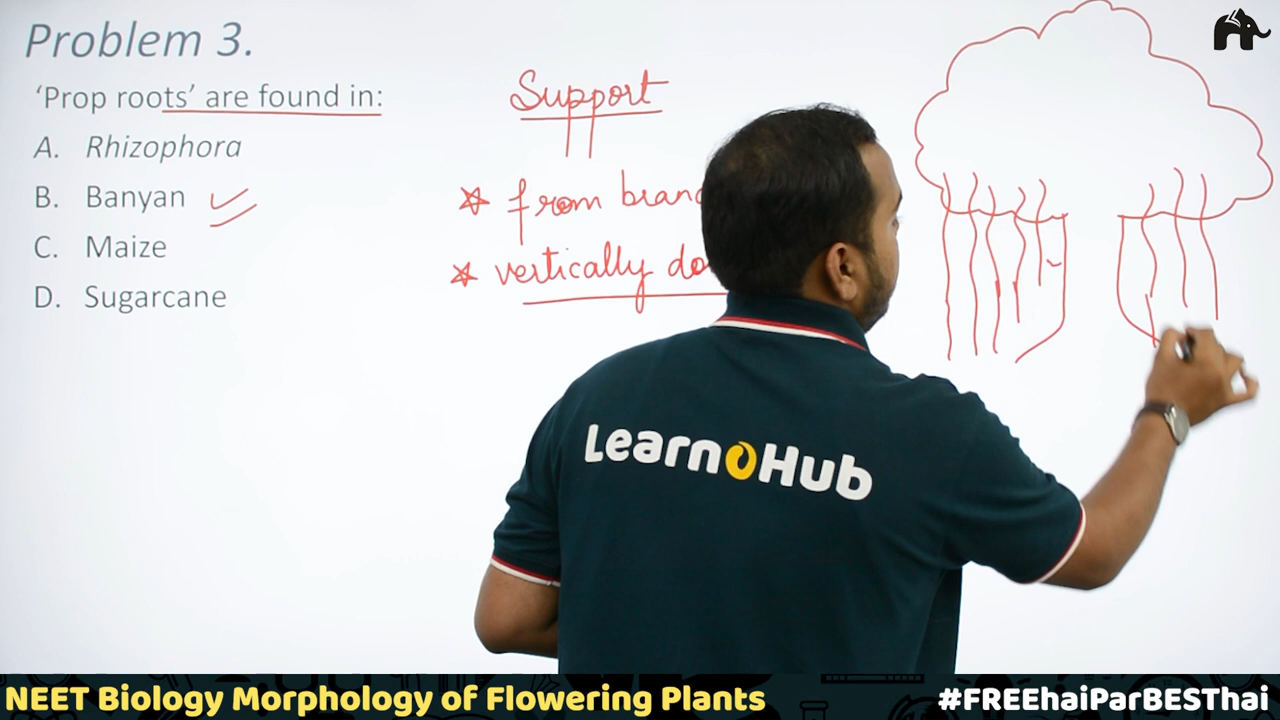 Problem 3.
'Prop roots' are found in:
A. Rhizophora
B. Banyan
C. Maize
D. Sugarcane
Support
from
vertically
LearnoHub
NEET Biology Morphology of Flowering Plants
#FREEhaiParBESThai